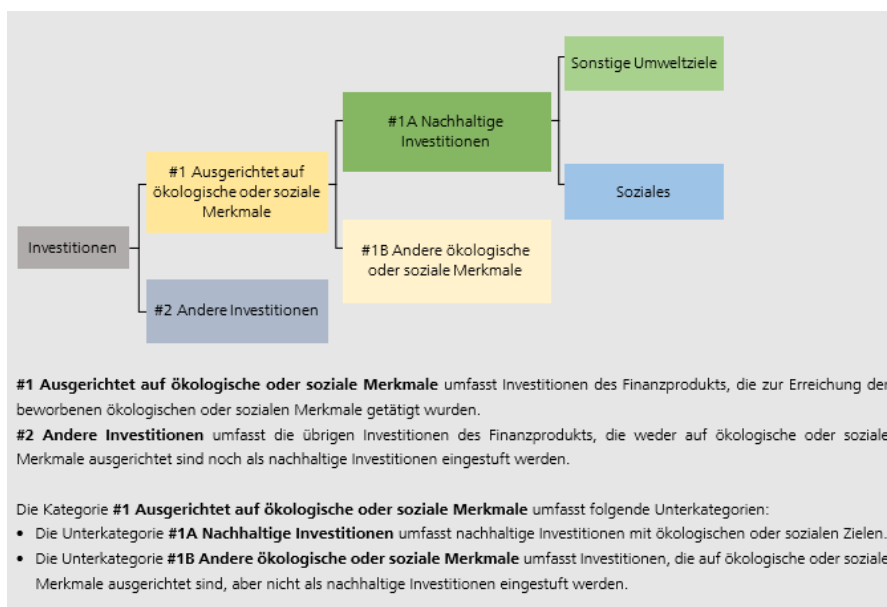 Sonstige Umweltziele
#1A Nachhaltige
Investitionen
#1 Ausgerichtet auf
ökologische oder soziale
Merkmale
Soziales
Investitionen
#1B Andere ökologische
oder soziale Merkmale
#2 Andere Investitionen
#1 Ausgerichtet auf ökologische oder soziale Merkmale umfasst Investitionen des Finanzprodukts, die zur Erreichung der
beworbenen ökologischen oder sozialen Merkmale getätigt wurden.
#2 Andere Investitionen umfasst die übrigen Investitionen des Finanzprodukts, die weder auf ökologische oder soziale
Merkmale ausgerichtet sind noch als nachhaltige Investitionen eingestuft werden.
Die Kategorie #1 Ausgerichtet auf ökologische oder soziale Merkmale umfasst folgende Unterkategorien:
• Die Unterkategorie #1A Nachhaltige Investitionen umfasst nachhaltige Investitionen mit ökologischen oder sozialen Zielen.
• Die Unterkategorie #1B Andere ökologische oder soziale Merkmale umfasst Investitionen, die auf ökologische oder soziale
Merkmale ausgerichtet sind, aber nicht als nachhaltige Investitionen eingestuft werden.